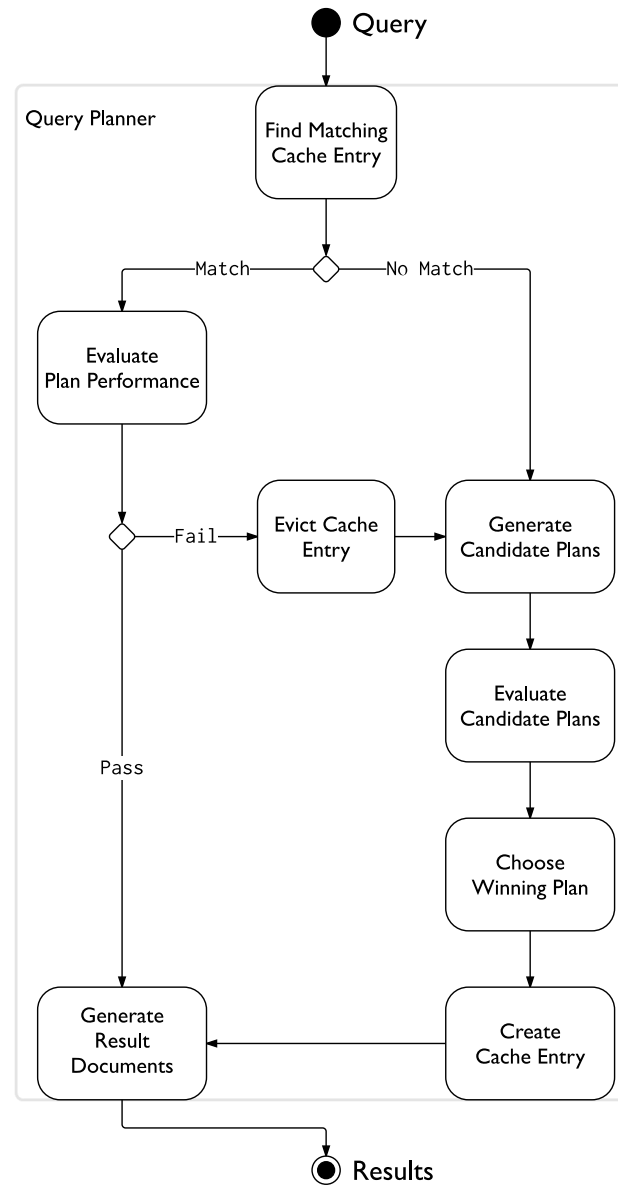 Query
Query Planner
Find Matching
Cache Entry
Match
No Match
Evaluate
Plan Performance
Fail
Evict Cache
Entry
Generate
Candidate Plans
Evaluate
Candidate Plans
Pass
Choose
Winning Plan
Generate
Result
Documents
Create
Cache Entry
Results